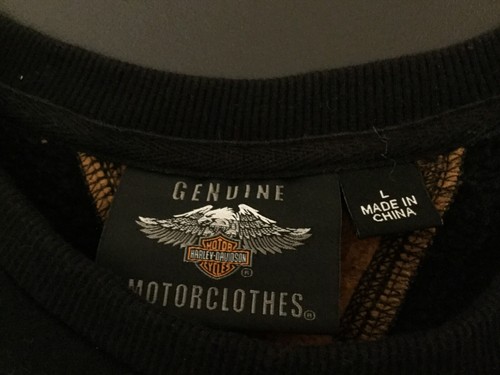 GENUINE
MOTOR
HARLEY-DAVIDSON
CYCLES
®
MOTORCLOTHES®
L
MADE IN
CHINA